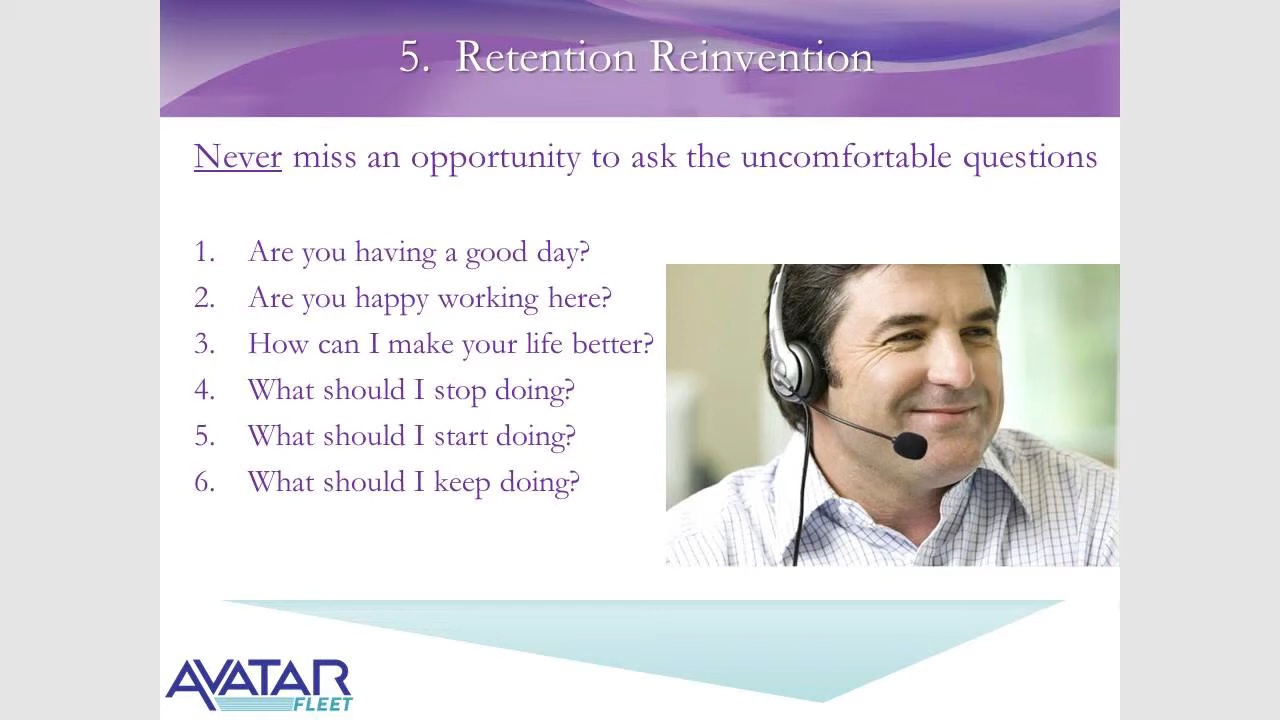 5. Retention Reinvention
Never miss an opportunity to ask the uncomfortable questions
1. Are you having a good day?
2. Are you happy working here?
3. How can I make your life better?
4. What should I stop doing?
5. What should I start doing?
6. What should I keep doing?
AVATAR
FLEET